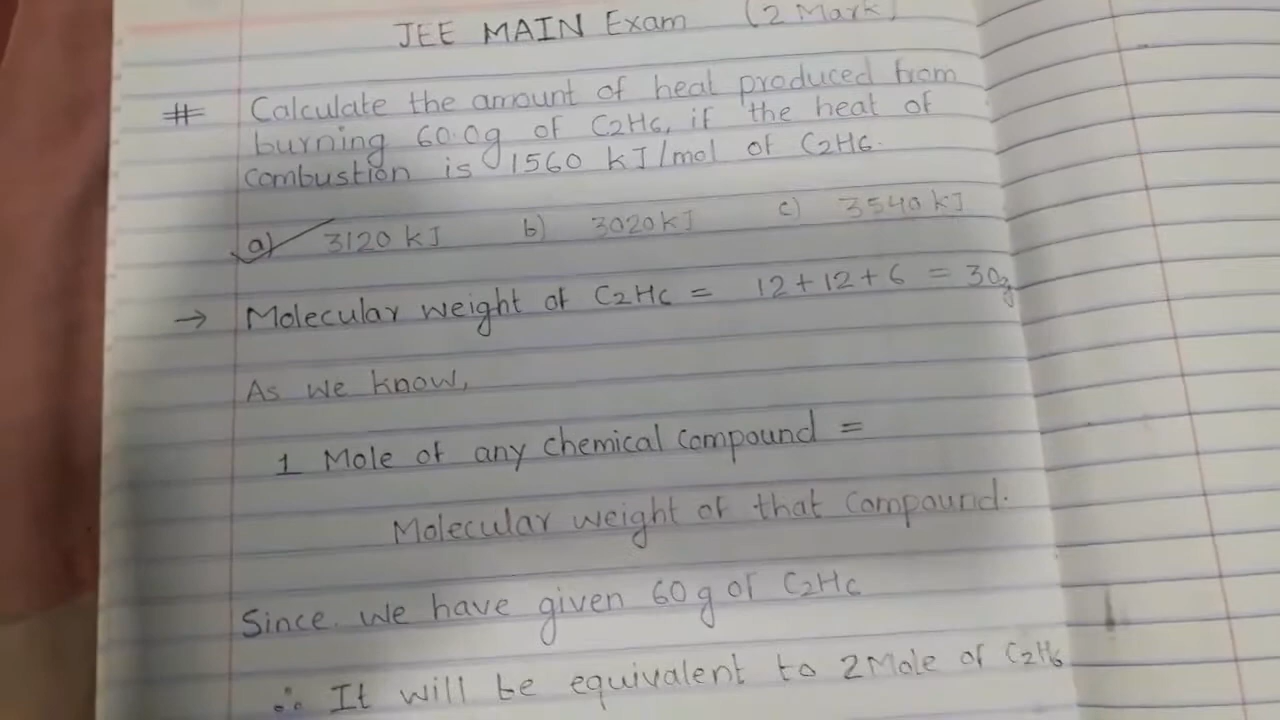 JEE MAIN Exam (2 Mark)
# Calculate the amount of heat produced from
burning 60.0g of C2H6, if the heat of
combustion is 1560 kJ/mol of C2H6.
a) 3120 kJ b) 3020kJ c) 3540 kJ
→ Molecular weight of C2H6 = 12+12+6 = 30g
As we know,
1 Mole of any chemical compound =
Molecular weight of that compound.
Since we have given 60g of C2H6
∴ It will be equivalent to 2 Mole of C2H6